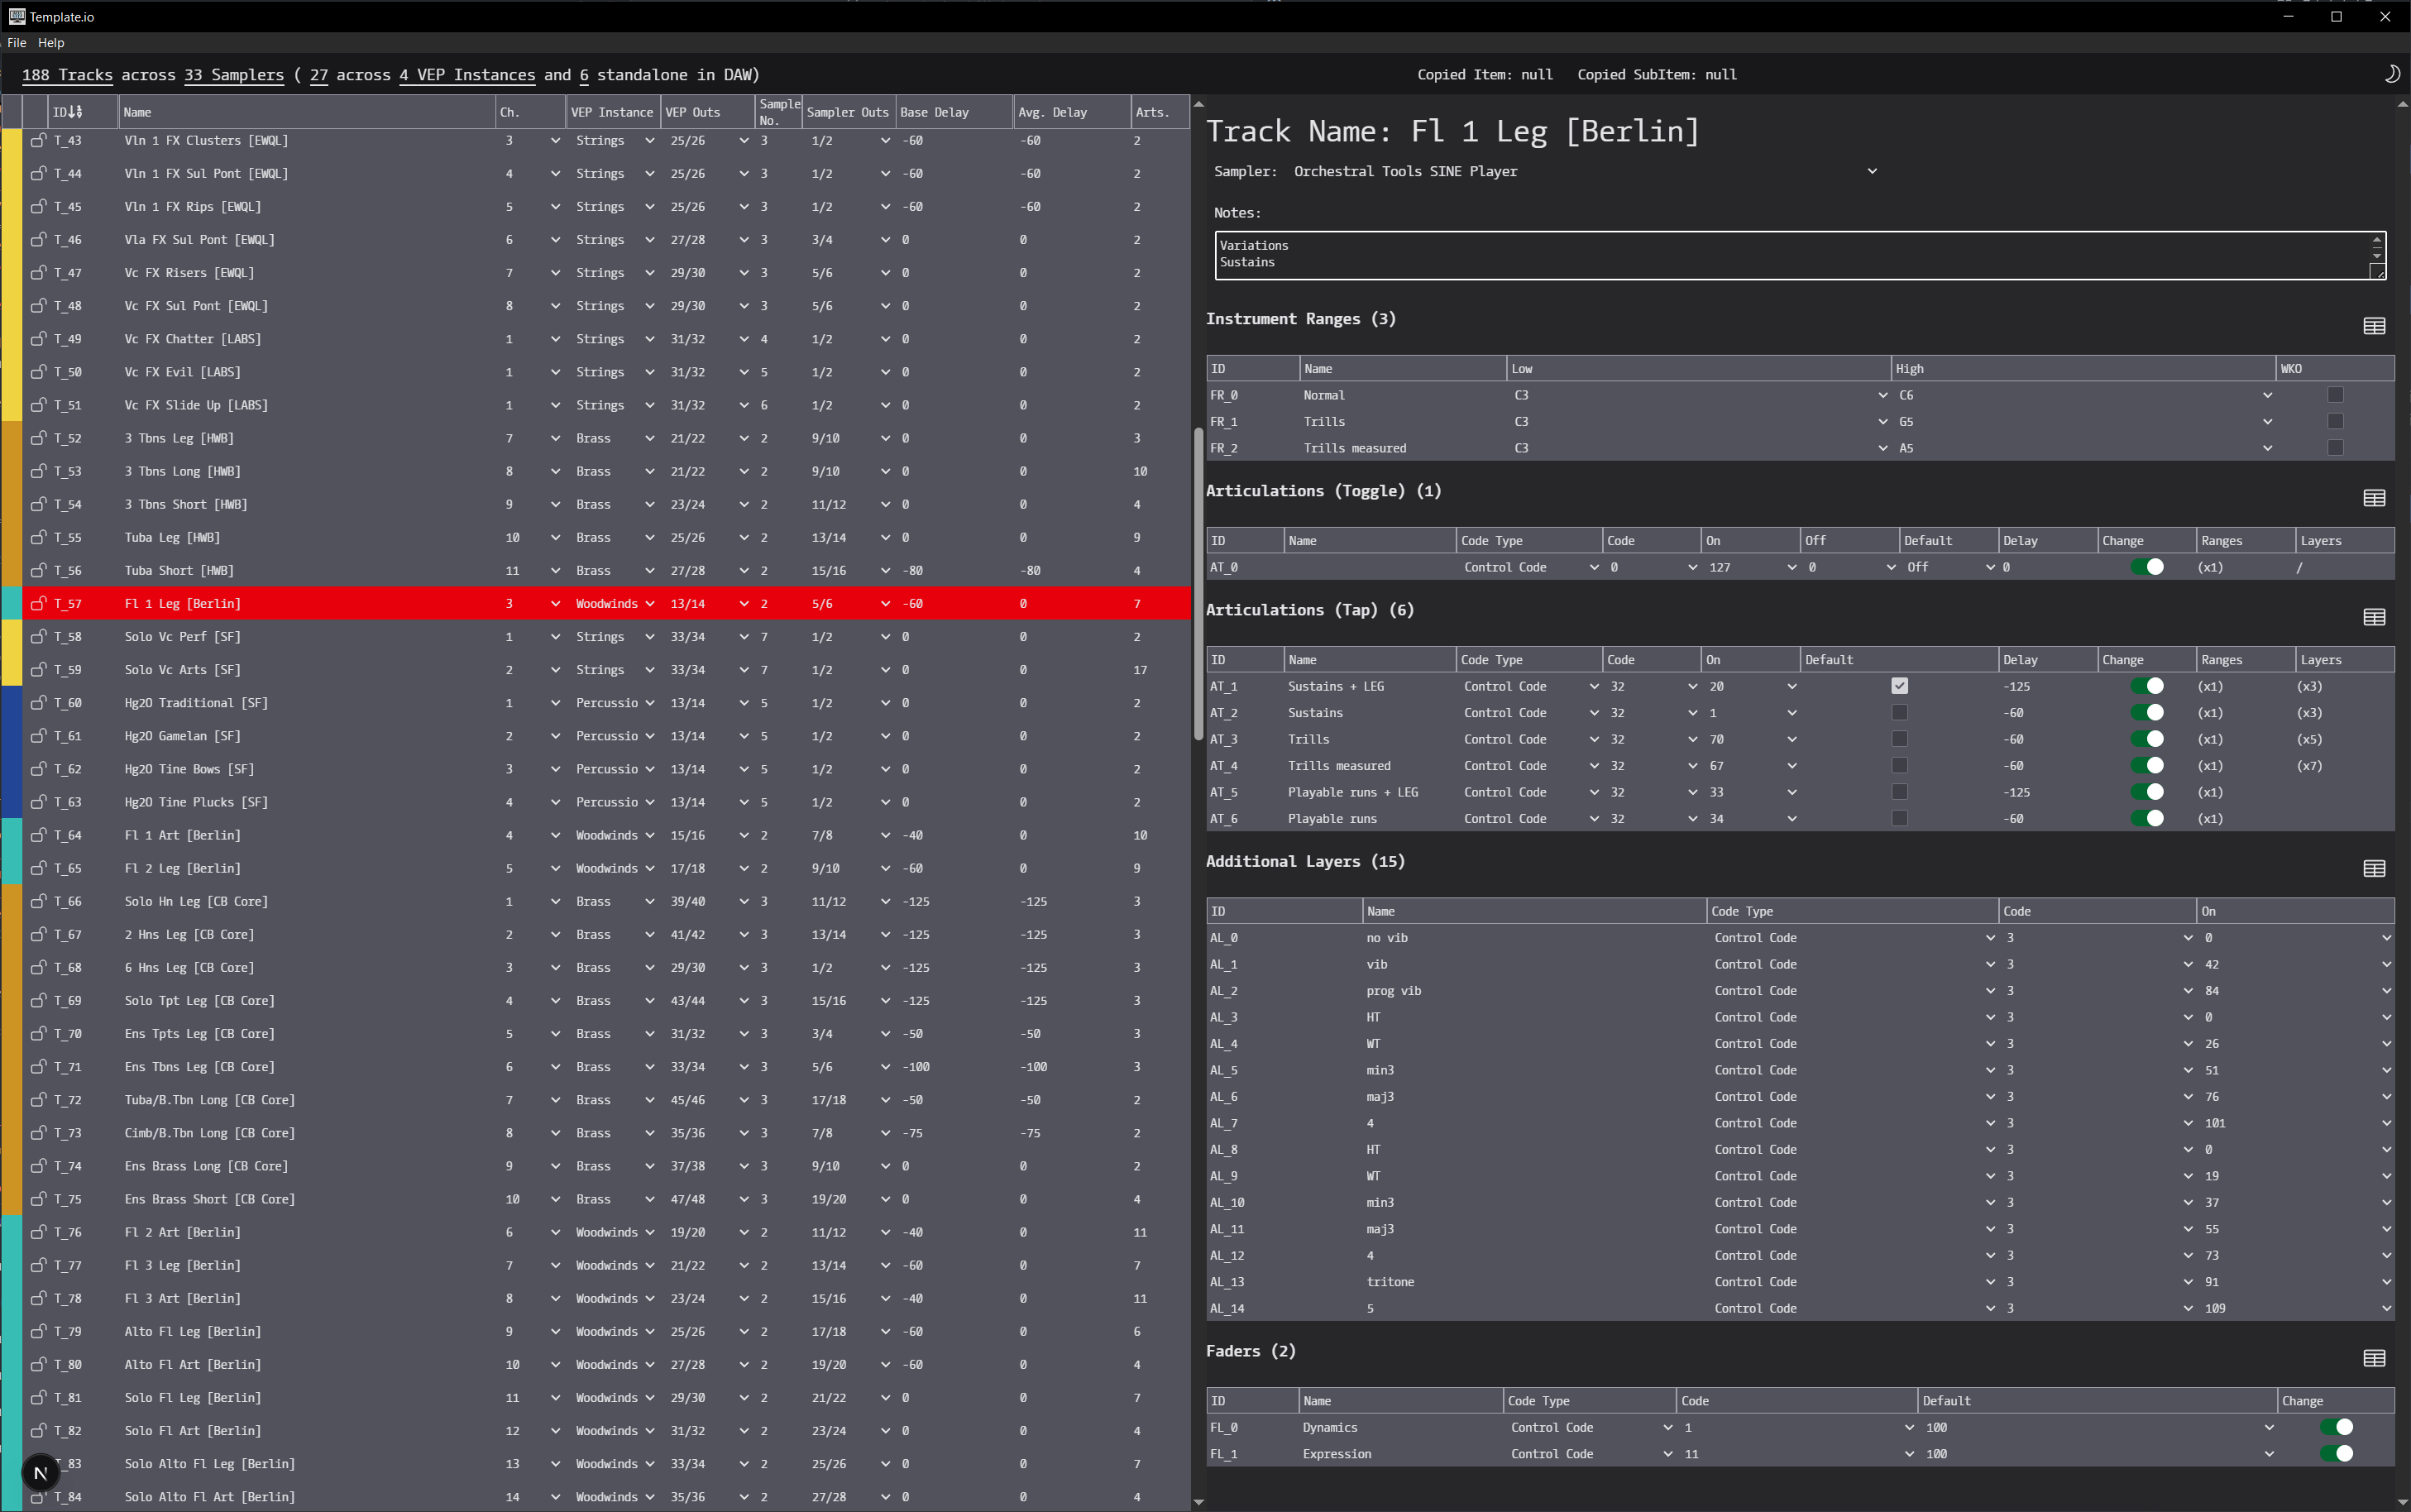 Template.io
File Help
188 Tracks across 33 Samplers ( 27 across 4 VEP Instances and 6 standalone in DAW)
Copied Item: null Copied SubItem: null
ID Name Ch. VEP Instance VEP Outs Sample No. Sampler Outs Base Delay Avg. Delay Arts.
T_43 Vln 1 FX Clusters [EWQL] 3 Strings 25/26 3 1/2 -60 -60 2
T_44 Vln 1 FX Sul Pont [EWQL] 4 Strings 25/26 3 1/2 -60 -60 2
T_45 Vln 1 FX Rips [EWQL] 5 Strings 25/26 3 1/2 -60 -60 2
T_46 Vla FX Sul Pont [EWQL] 6 Strings 27/28 3 3/4 0 0 2
T_47 Vc FX Risers [EWQL] 7 Strings 29/30 3 5/6 0 0 2
T_48 Vc FX Sul Pont [EWQL] 8 Strings 29/30 3 5/6 0 0 2
T_49 Vc FX Chatter [LABS] 1 Strings 31/32 4 1/2 0 0 2
T_50 Vc FX Evil [LABS] 1 Strings 31/32 5 1/2 0 0 2
T_51 Vc FX Slide Up [LABS] 1 Strings 31/32 6 1/2 0 0 2
T_52 3 Tbns Leg [HWB] 7 Brass 21/22 2 9/10 0 0 3
T_53 3 Tbns Long [HWB] 8 Brass 21/22 2 9/10 0 0 10
T_54 3 Tbns Short [HWB] 9 Brass 23/24 2 11/12 0 0 4
T_55 Tuba Leg [HWB] 10 Brass 25/26 2 13/14 0 0 9
T_56 Tuba Short [HWB] 11 Brass 27/28 2 15/16 -80 -80 4
T_57 Fl 1 Leg [Berlin] 3 Woodwinds 13/14 2 5/6 -60 0 7
T_58 Solo Vc Perf [SF] 1 Strings 33/34 7 1/2 0 0 2
T_59 Solo Vc Arts [SF] 2 Strings 33/34 7 1/2 0 0 17
T_60 Hg2O Traditional [SF] 1 Percussio 13/14 5 1/2 0 0 2
T_61 Hg2O Gamelan [SF] 2 Percussio 13/14 5 1/2 0 0 2
T_62 Hg2O Tine Bows [SF] 3 Percussio 13/14 5 1/2 0 0 2
T_63 Hg2O Tine Plucks [SF] 4 Percussio 13/14 5 1/2 0 0 2
T_64 Fl 1 Art [Berlin] 4 Woodwinds 15/16 2 7/8 -40 0 10
T_65 Fl 2 Leg [Berlin] 5 Woodwinds 17/18 2 9/10 -60 0 9
T_66 Solo Hn Leg [CB Core] 1 Brass 39/40 3 11/12 -125 -125 3
T_67 2 Hns Leg [CB Core] 2 Brass 41/42 3 13/14 -125 -125 3
T_68 6 Hns Leg [CB Core] 3 Brass 29/30 3 1/2 -125 -125 3
T_69 Solo Tpt Leg [CB Core] 4 Brass 43/44 3 15/16 -125 -125 3
T_70 Ens Tpts Leg [CB Core] 5 Brass 31/32 3 3/4 -50 -50 3
T_71 Ens Tbns Leg [CB Core] 6 Brass 33/34 3 5/6 -100 -100 3
T_72 Tuba/B.Tbn Long [CB Core] 7 Brass 45/46 3 17/18 -50 -50 2
T_73 Cimb/B.Tbn Long [CB Core] 8 Brass 35/36 3 7/8 -75 -75 2
T_74 Ens Brass Long [CB Core] 9 Brass 37/38 3 9/10 0 0 2
T_75 Ens Brass Short [CB Core] 10 Brass 47/48 3 19/20 0 0 4
T_76 Fl 2 Art [Berlin] 6 Woodwinds 19/20 2 11/12 -40 0 11
T_77 Fl 3 Leg [Berlin] 7 Woodwinds 21/22 2 13/14 -60 0 7
T_78 Fl 3 Art [Berlin] 8 Woodwinds 23/24 2 15/16 -40 0 11
T_79 Alto Fl Leg [Berlin] 9 Woodwinds 25/26 2 17/18 -60 0 6
T_80 Alto Fl Art [Berlin] 10 Woodwinds 27/28 2 19/20 -60 0 4
T_81 Solo Fl Leg [Berlin] 11 Woodwinds 29/30 2 21/22 0 0 7
T_82 Solo Fl Art [Berlin] 12 Woodwinds 31/32 2 23/24 0 0 4
N _83 Solo Alto Fl Leg [Berlin] 13 Woodwinds 33/34 2 25/26 0 0 7
T_84 Solo Alto Fl Art [Berlin] 14 Woodwinds 35/36 2 27/28 0 0 4
Track Name: Fl 1 Leg [Berlin]
Sampler: Orchestral Tools SINE Player
Notes:
Variations
Sustains
Instrument Ranges (3)
ID Name Low High WKO
FR_0 Normal C3 C6
FR_1 Trills C3 G5
FR_2 Trills measured C3 A5
Articulations (Toggle) (1)
ID Name Code Type Code On Off Default Delay Change Ranges Layers
AT_0 Control Code 0 127 0 Off 0 (x1) /
Articulations (Tap) (6)
ID Name Code Type Code On Default Delay Change Ranges Layers
AT_1 Sustains + LEG Control Code 32 20 -125 (x1) (x3)
AT_2 Sustains Control Code 32 1 -60 (x1) (x3)
AT_3 Trills Control Code 32 70 -60 (x1) (x5)
AT_4 Trills measured Control Code 32 67 -60 (x1) (x7)
AT_5 Playable runs + LEG Control Code 32 33 -125 (x1)
AT_6 Playable runs Control Code 32 34 -60 (x1)
Additional Layers (15)
ID Name Code Type Code On
AL_0 no vib Control Code 3 0
AL_1 vib Control Code 3 42
AL_2 prog vib Control Code 3 84
AL_3 HT Control Code 3 0
AL_4 WT Control Code 3 26
AL_5 min3 Control Code 3 51
AL_6 maj3 Control Code 3 76
AL_7 4 Control Code 3 101
AL_8 HT Control Code 3 0
AL_9 WT Control Code 3 19
AL_10 min3 Control Code 3 37
AL_11 maj3 Control Code 3 55
AL_12 4 Control Code 3 73
AL_13 tritone Control Code 3 91
AL_14 5 Control Code 3 109
Faders (2)
ID Name Code Type Code Default Change
FL_0 Dynamics Control Code 1 100
FL_1 Expression Control Code 11 100